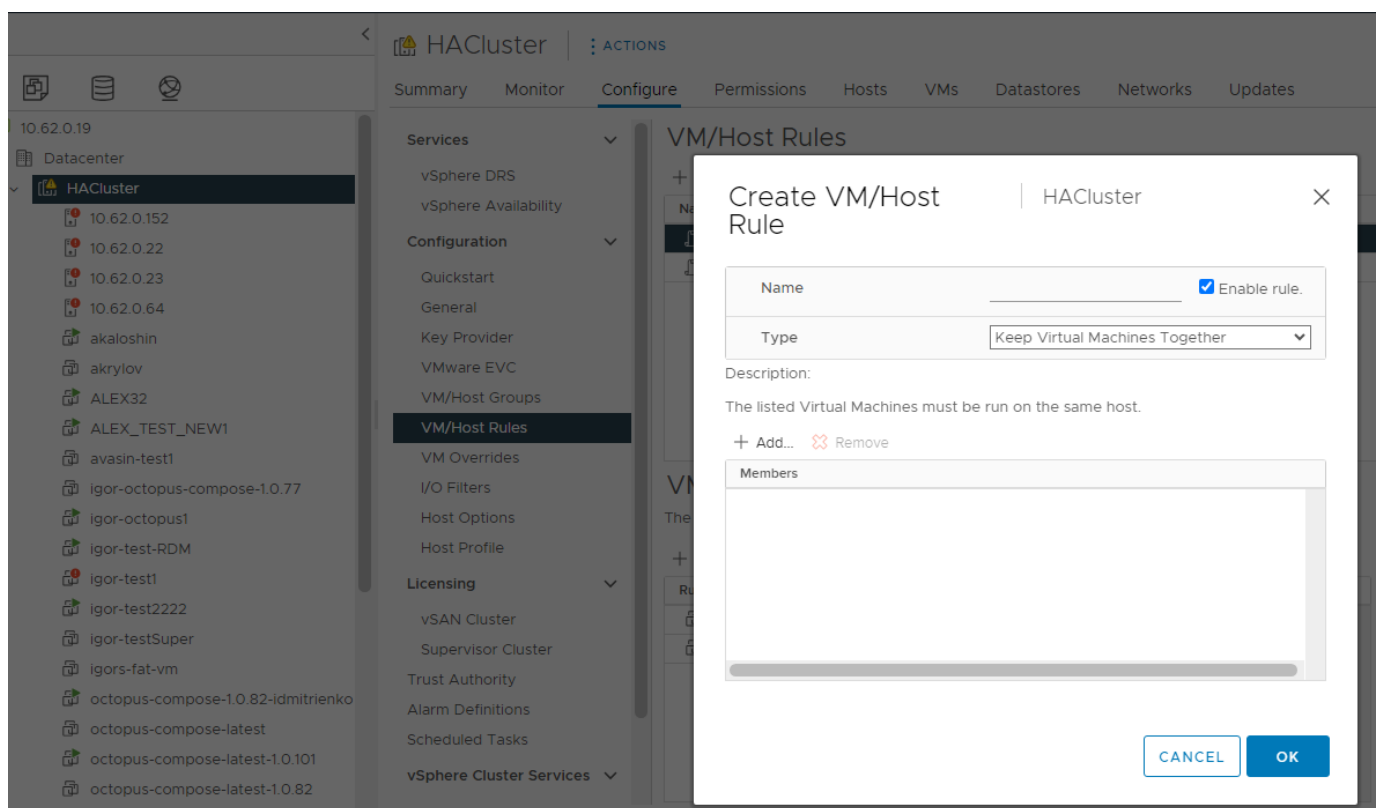 HACluster
ACTIONS
Summary Monitor Configure Permissions Hosts VMs Datastores Networks Updates
10.62.0.19
Datacenter
HACluster
10.62.0.152
10.62.0.22
10.62.0.23
10.62.0.64
akaloshin
akrylov
ALEX32
ALEX_TEST_NEW1
avasin-test1
igor-octopus-compose-1.0.77
igor-octopus1
igor-test-RDM
igor-test1
igor-test2222
igor-testSuper
igors-fat-vm
octopus-compose-1.0.82-idmitrienko
octopus-compose-latest
octopus-compose-latest-1.0.101
octopus-compose-latest-1.0.82
Services
vSphere DRS
vSphere Availability
Configuration
Quickstart
General
Key Provider
VMware EVC
VM/Host Groups
VM/Host Rules
VM Overrides
I/O Filters
Host Options
Host Profile
Licensing
vSAN Cluster
Supervisor Cluster
Trust Authority
Alarm Definitions
Scheduled Tasks
vSphere Cluster Services
VM/Host Rules
Na
VM
The
Ru
Create VM/Host
Rule
HACluster
Name
Enable rule.
Type
Keep Virtual Machines Together
Description:
The listed Virtual Machines must be run on the same host.
Add... Remove
Members
CANCEL OK